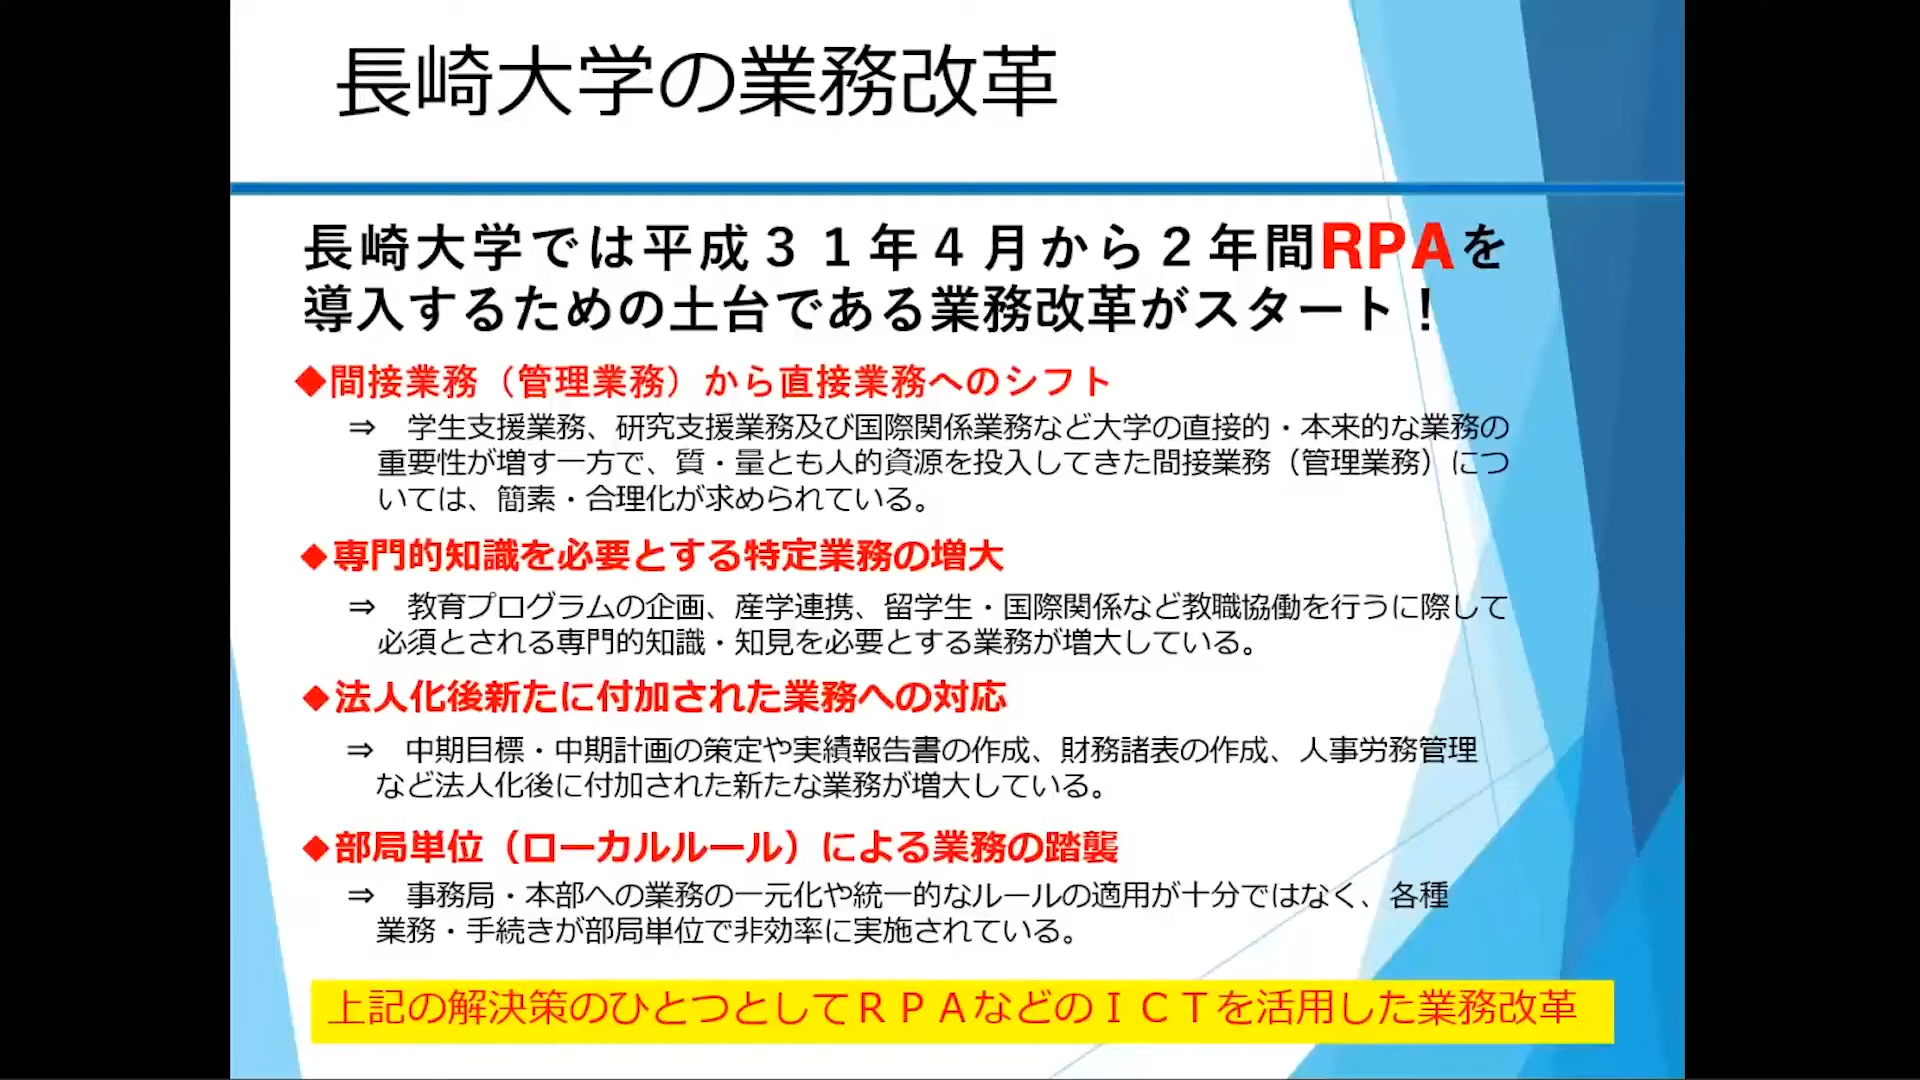 長崎大学の業務改革
長崎大学では平成３１年４月から２年間RPAを
導入するための土台である業務改革がスタート！
◆間接業務（管理業務）から直接業務へのシフト
⇒　学生支援業務、研究支援業務及び国際関係業務など大学の直接的・本来的な業務の
重要性が増す一方で、質・量とも人的資源を投入してきた間接業務（管理業務）につ
いては、簡素・合理化が求められている。
◆専門的知識を必要とする特定業務の増大
⇒　教育プログラムの企画、産学連携、留学生・国際関係など教職協働を行うに際して
必須とされる専門的知識・知見を必要とする業務が増大している。
◆法人化後新たに付加された業務への対応
⇒　中期目標・中期計画の策定や実績報告書の作成、財務諸表の作成、人事労務管理
など法人化後に付加された新たな業務が増大している。
◆部局単位（ローカルルール）による業務の踏襲
⇒　事務局・本部への業務の一元化や統一的なルールの適用が十分ではなく、各種
業務・手続きが部局単位で非効率に実施されている。
上記の解決策のひとつとしてＲＰＡなどのＩＣＴを活用した業務改革